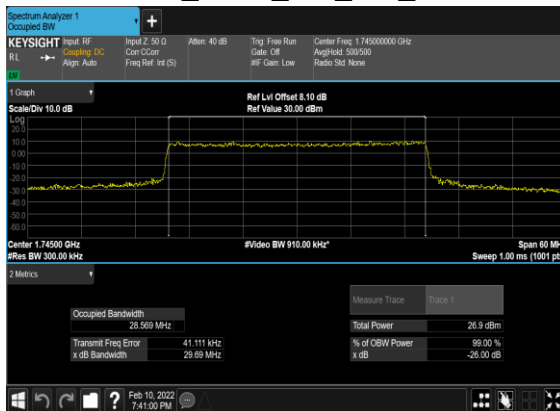 Spectrum Analyzer 1
Occupied BW
KEYSIGHT
RL
Input: RF
Coupling: DC
Align: Auto
Input Z: 50 Ω
Corr CCorr
Freq Ref: Int (S)
Atten: 40 dB
Trig: Free Run
Gate: Off
#IF Gain: Low
Center Freq: 1.745000000 GHz
Avg|Hold: 500/500
Radio Std: None
1 Graph
Scale/Div 10.0 dB
Ref Lvl Offset 8.10 dB
Ref Value 30.00 dBm
Log
20.0
10.0
0.00
-10.0
-20.0
-30.0
-40.0
-50.0
-60.0
Center 1.74500 GHz
#Res BW 300.00 kHz
#Video BW 910.00 kHz*
Span 60 MH
Sweep 1.00 ms (1001 pt
2 Metrics
Measure Trace
Trace 1
Occupied Bandwidth
28.569 MHz
Total Power
26.9 dBm
Transmit Freq Error
41.111 kHz
% of OBW Power
99.00 %
x dB Bandwidth
29.69 MHz
x dB
-26.00 dB
Feb 10, 2022
7:41:00 PM